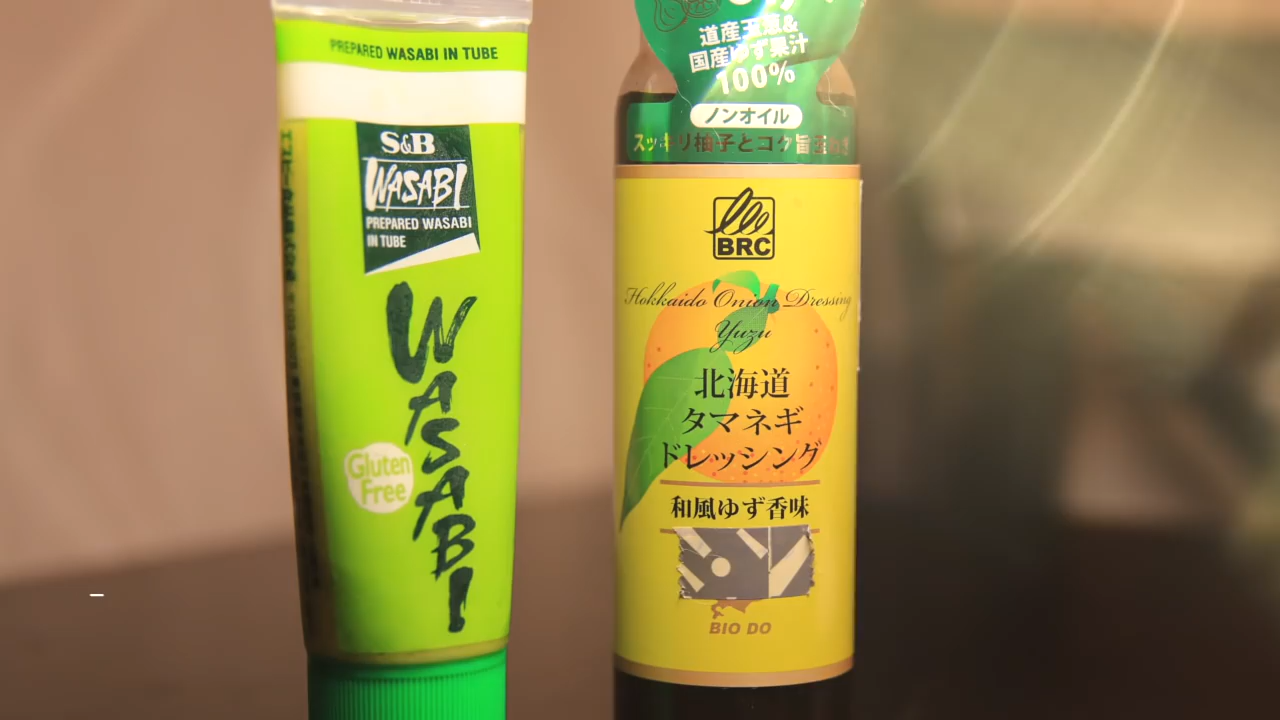 PREPARED WASABI IN TUBE
S&B
WASABI
PREPARED WASABI
IN TUBE
WASABI
Gluten
Free
道産玉葱&
国産ゆず果汁
100%
ノンオイル
スッキリ柚子とコク旨玉ねぎ
BRC
Hokkaido Onion Dressing
Yuzu
北海道
タマネギ
ドレッシング
和風ゆず香味
BIO DO